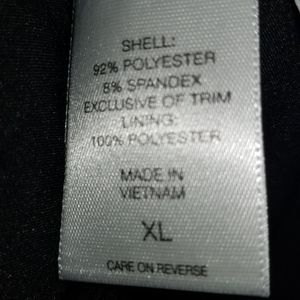 SHELL:
92% POLYESTER
8% SPANDEX
EXCLUSIVE OF TRIM
LINING:
100% POLYESTER
MADE IN
VIETNAM
XL
CARE ON REVERSE